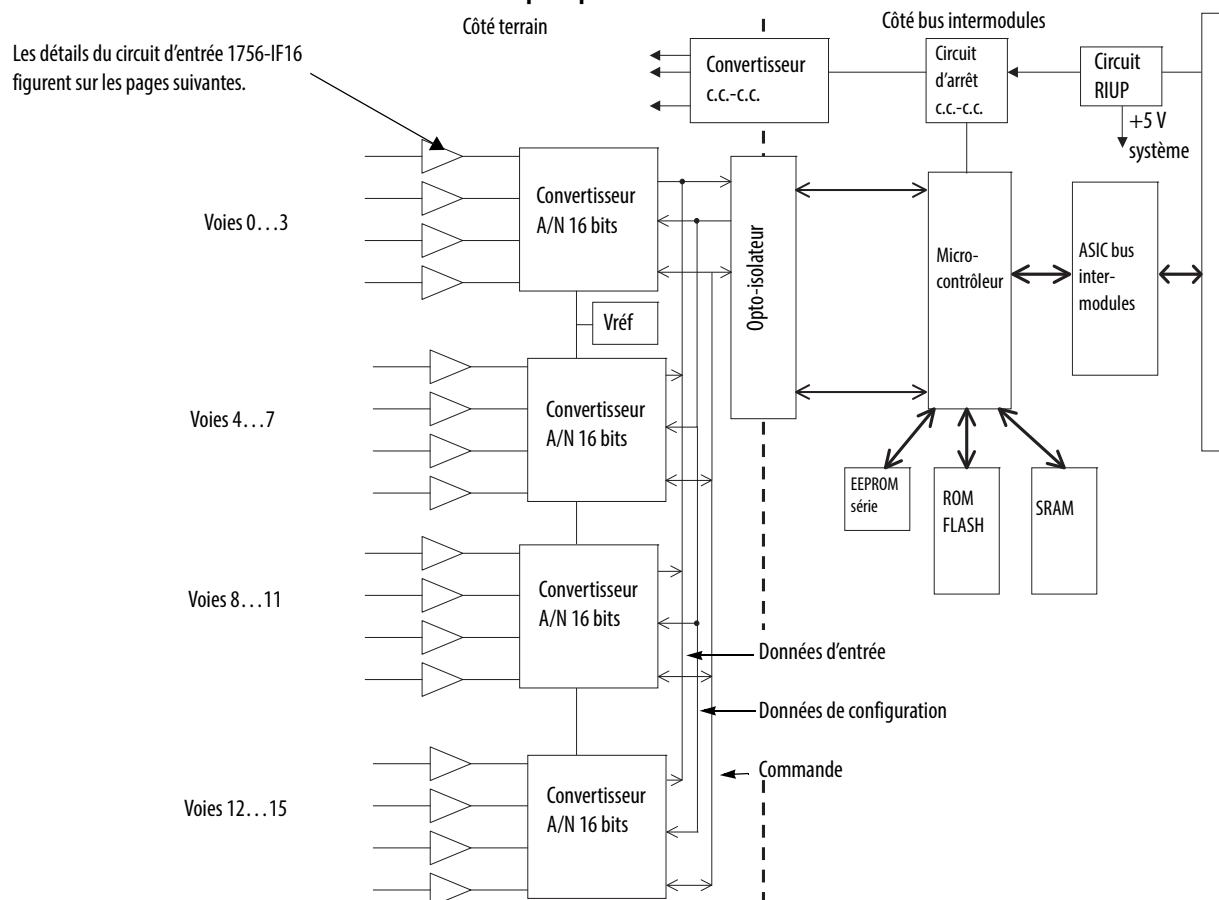 Côté terrain
Côté bus intermodules
Les détails du circuit d'entrée 1756-IF16
figurent sur les pages suivantes.
Convertisseur
c.c.-c.c.
Circuit
d'arrêt
c.c.-c.c.
Circuit
RIUP
+5 V
système
Voies 0…3
Convertisseur
A/N 16 bits
Vréf
Opto-isolateur
Micro-
contrôleur
ASIC bus
inter-
modules
Voies 4…7
Convertisseur
A/N 16 bits
EEPROM
série
ROM
FLASH
SRAM
Voies 8…11
Convertisseur
A/N 16 bits
Données d'entrée
Données de configuration
Commande
Voies 12…15
Convertisseur
A/N 16 bits